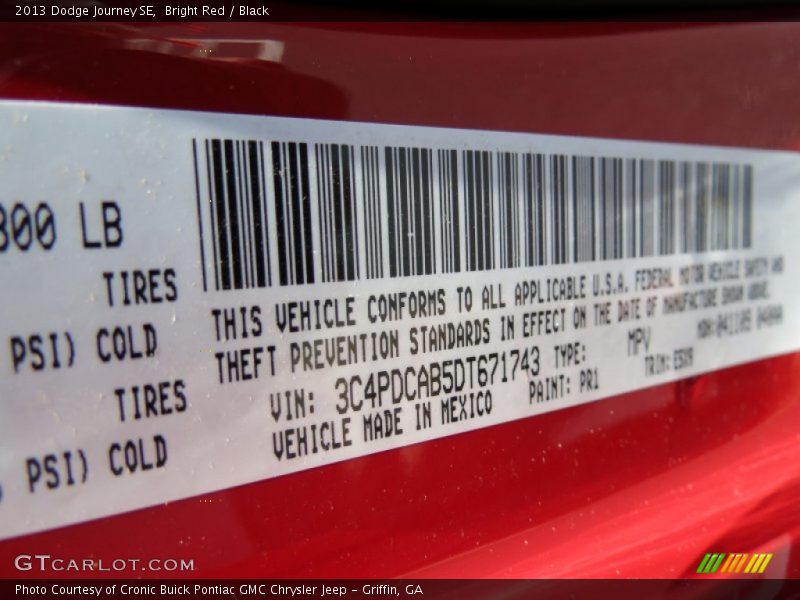 2013 Dodge Journey SE,  Bright Red / Black
800 LB
TIRES
PSI) COLD
TIRES
PSI) COLD
THIS VEHICLE CONFORMS TO ALL APPLICABLE U.S.A. FEDERAL MOTOR VEHICLE SAFETY AND
THEFT PREVENTION STANDARDS IN EFFECT ON THE DATE OF MANUFACTURE SHOWN ABOVE.
VIN: 3C4PDCAB5DT671743 TYPE: MPV MDH:
VEHICLE MADE IN MEXICO PAINT: PR1 TRIM:
GTCARLOT.COM
Photo Courtesy of Cronic Buick Pontiac GMC Chrysler Jeep – Griffin, GA